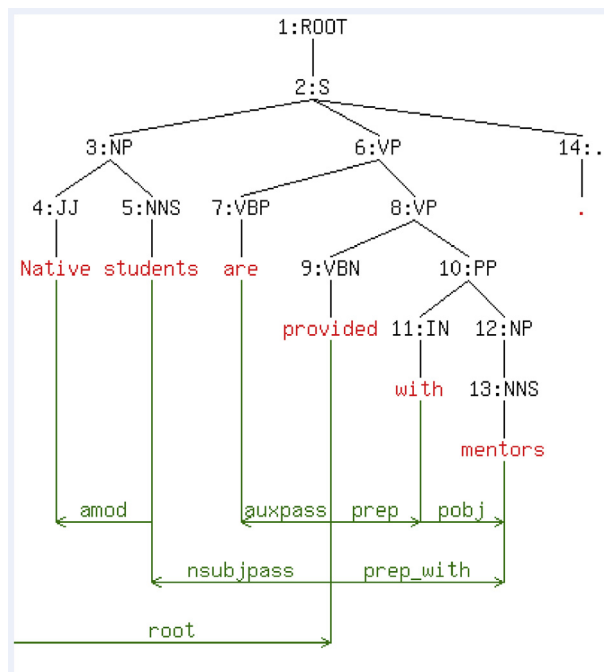 1:ROOT
2:S
3:NP 6:VP 14:.
4:JJ 5:NNS 7:VBP 8:VP .
Native students are 9:VBN 10:PP
provided 11:IN 12:NP
with 13:NNS
mentors
amod auxpass prep pobj
nsubjpass prep_with
root